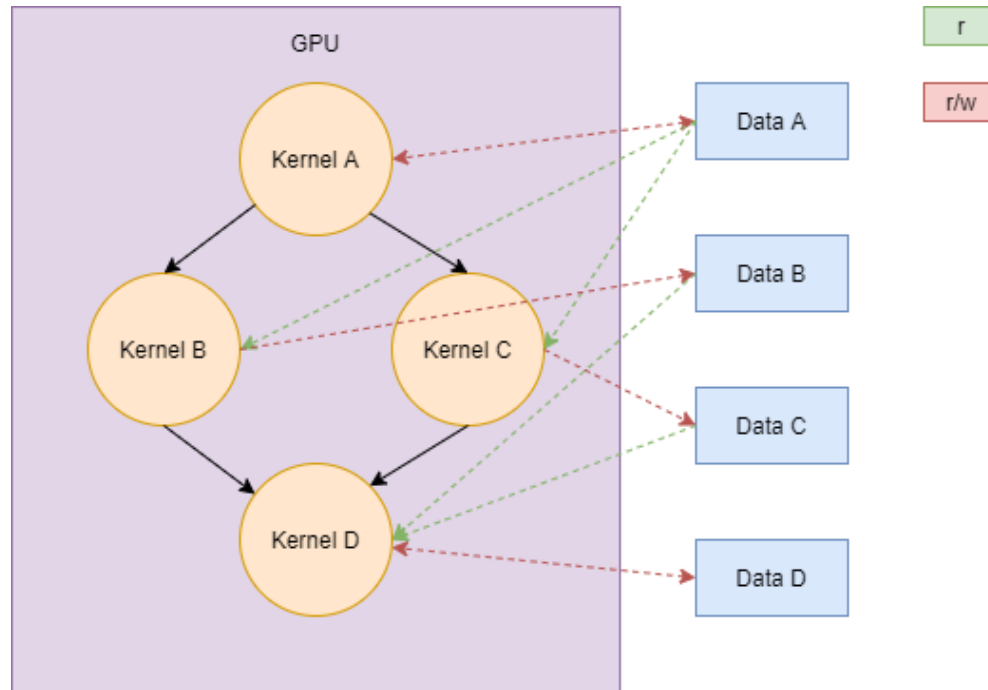 GPU
r
r/w
Kernel A
Data A
Data B
Kernel B
Kernel C
Data C
Kernel D
Data D